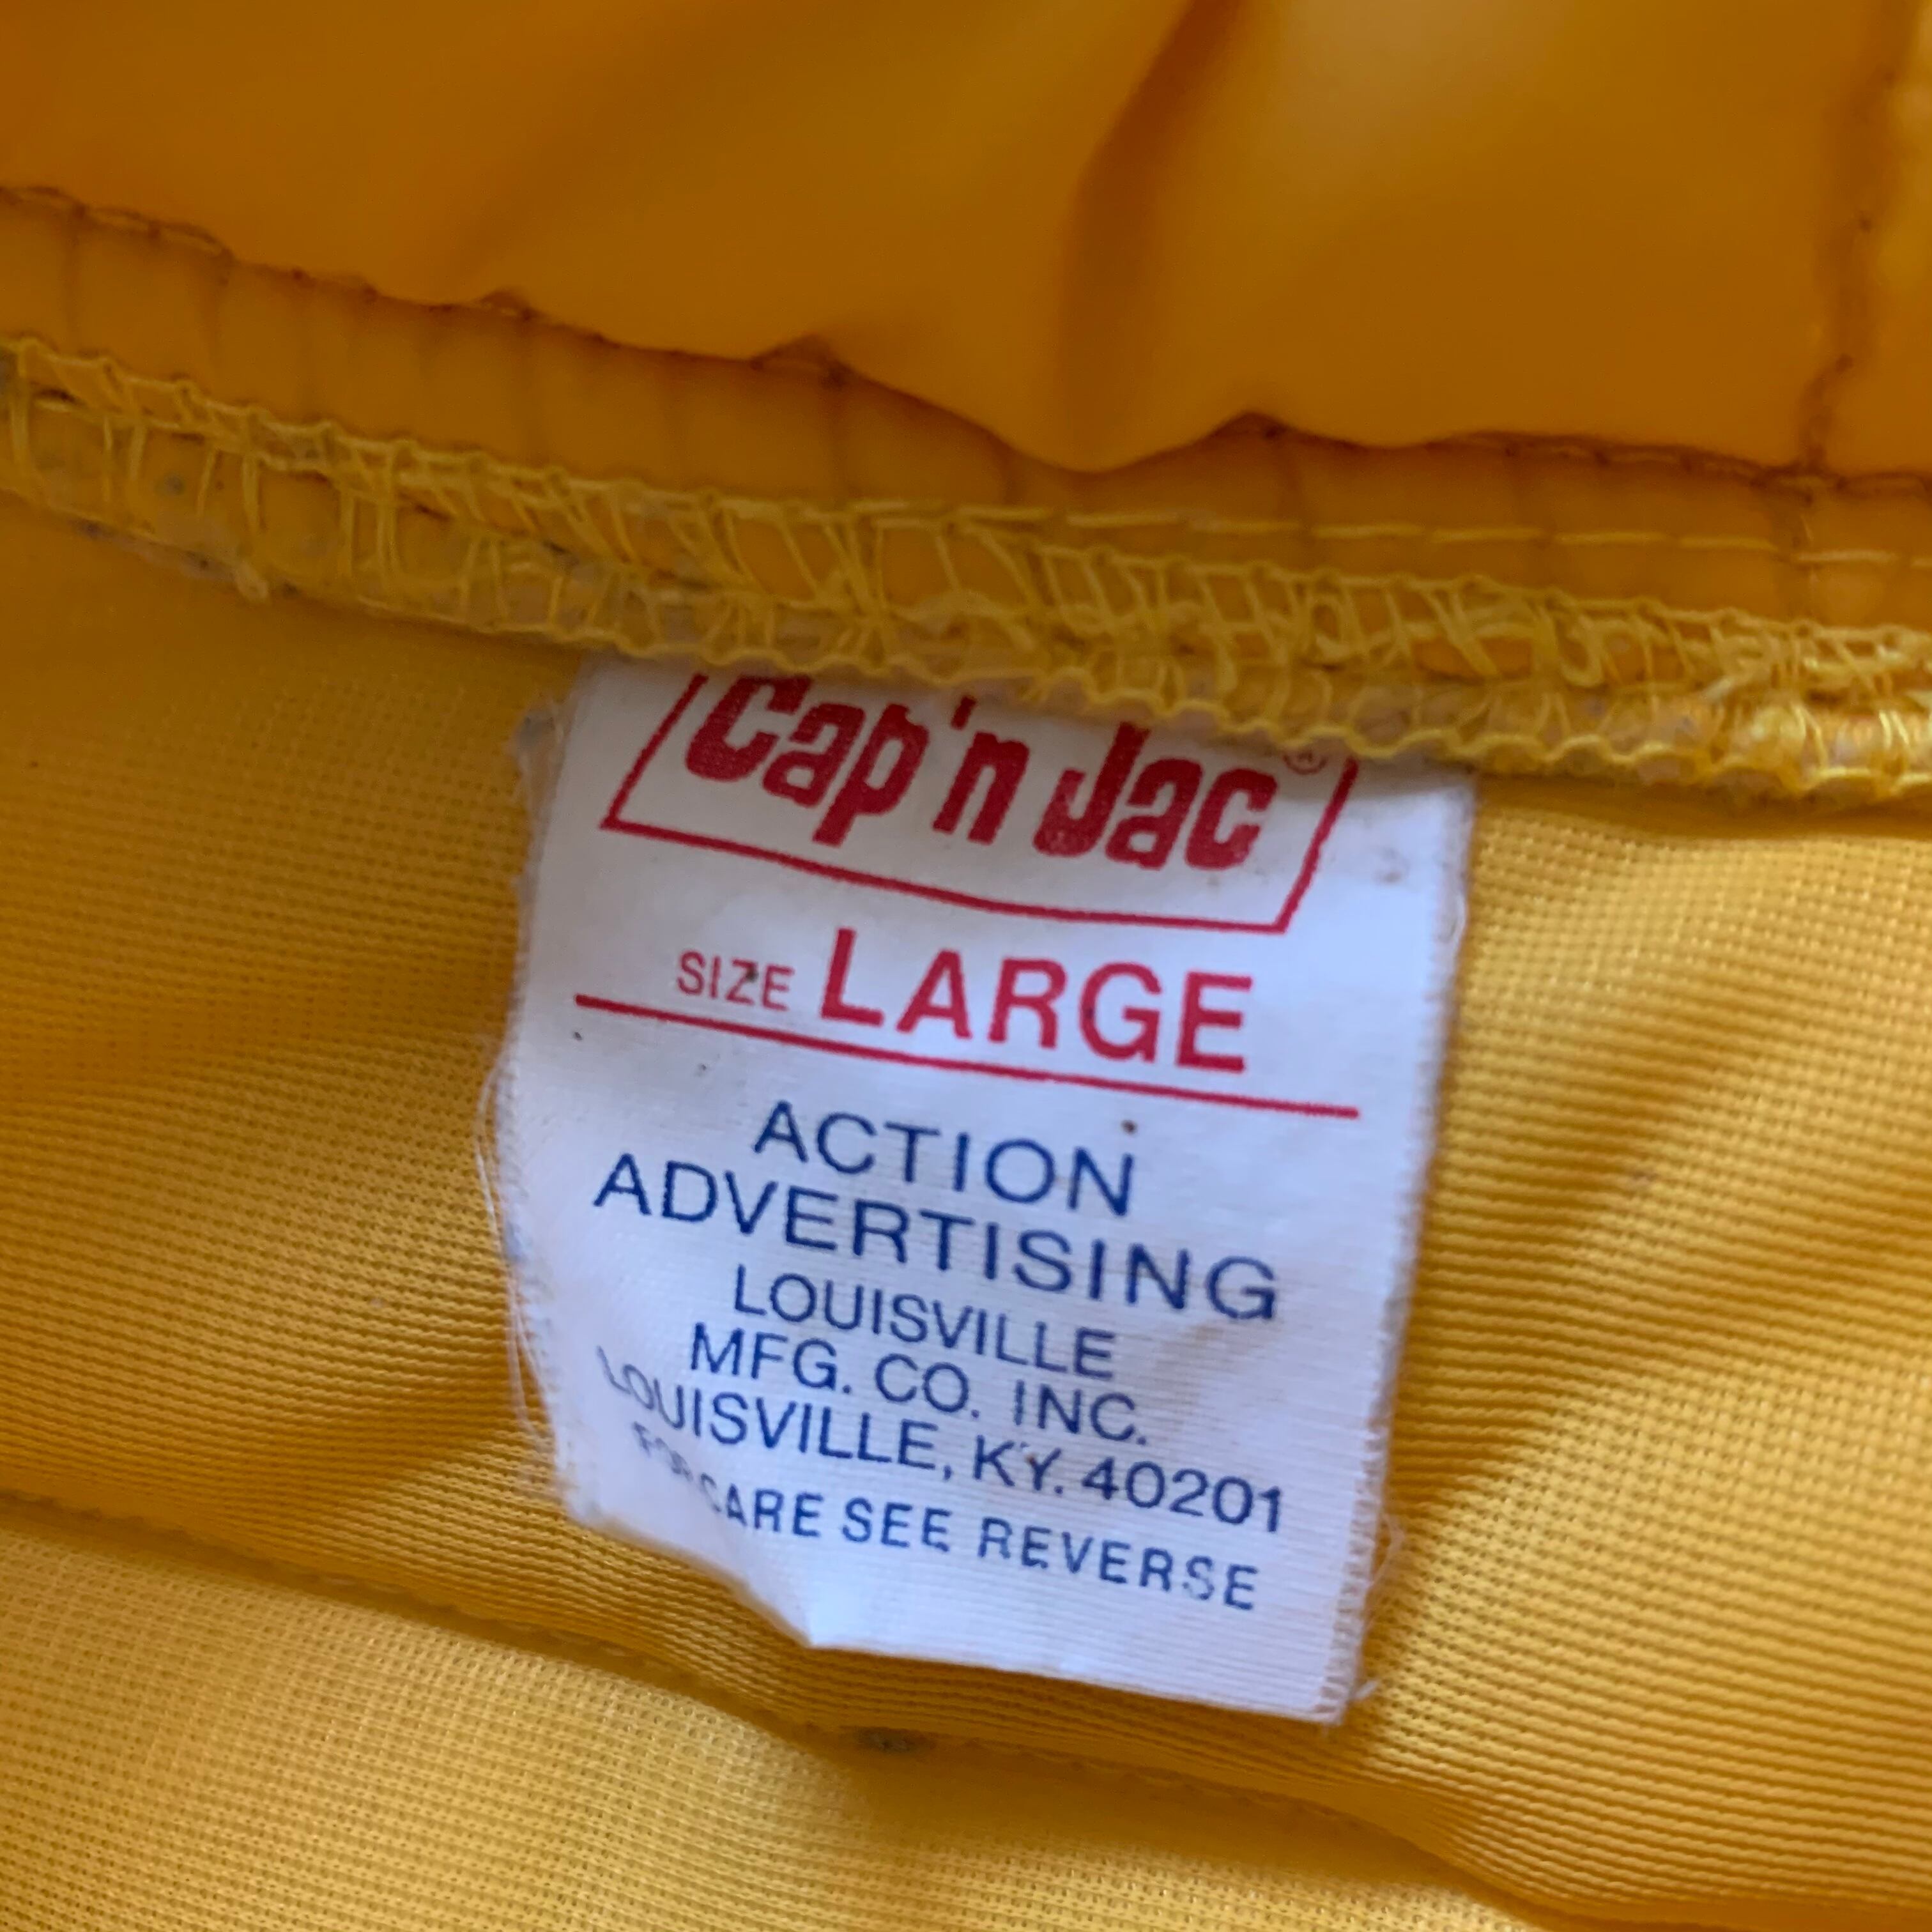 Cap'n Jac ®
SIZE LARGE
ACTION
ADVERTISING
LOUISVILLE
MFG. CO. INC.
LOUISVILLE, KY. 40201
FOR CARE SEE REVERSE